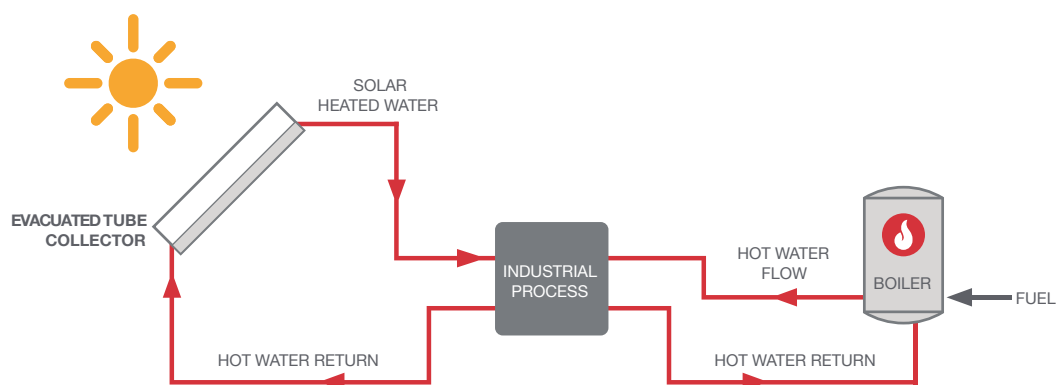 SOLAR
HEATED WATER
EVACUATED TUBE
COLLECTOR
INDUSTRIAL
PROCESS
HOT WATER
FLOW
BOILER
FUEL
HOT WATER RETURN
HOT WATER RETURN